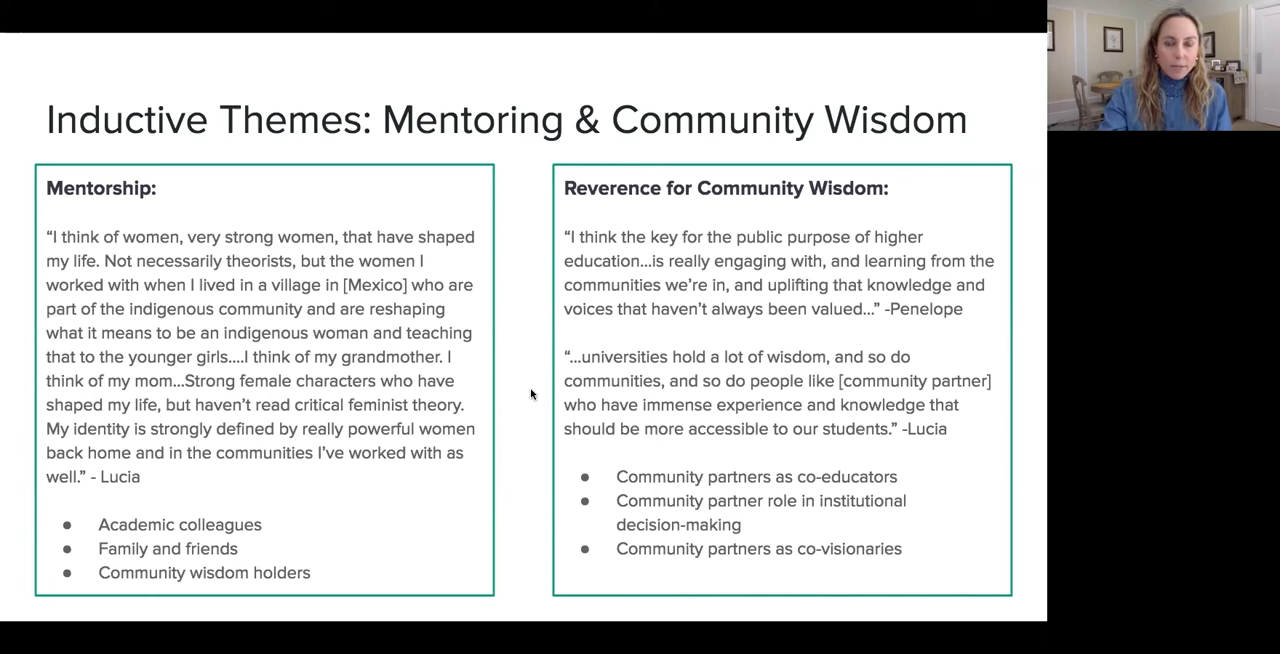 Inductive Themes: Mentoring & Community Wisdom
Mentorship:
“I think of women, very strong women, that have shaped
my life. Not necessarily theorists, but the women I
worked with when I lived in a village in [Mexico] who are
part of the indigenous community and are reshaping
what it means to be an indigenous woman and teaching
that to the younger girls....I think of my grandmother. I
think of my mom...Strong female characters who have
shaped my life, but haven’t read critical feminist theory.
My identity is strongly defined by really powerful women
back home and in the communities I’ve worked with as
well.” - Lucia
● Academic colleagues
● Family and friends
● Community wisdom holders
Reverence for Community Wisdom:
“I think the key for the public purpose of higher
education...is really engaging with, and learning from the
communities we’re in, and uplifting that knowledge and
voices that haven’t always been valued...” -Penelope
“...universities hold a lot of wisdom, and so do
communities, and so do people like [community partner]
who have immense experience and knowledge that
should be more accessible to our students.” -Lucia
● Community partners as co-educators
● Community partner role in institutional
decision-making
● Community partners as co-visionaries